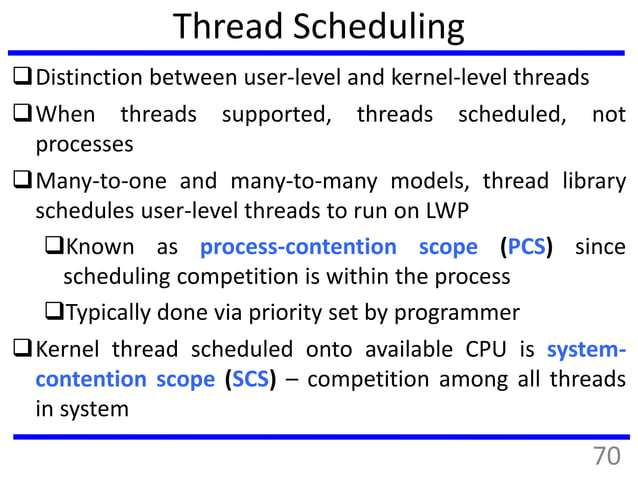 Thread Scheduling
❑Distinction between user-level and kernel-level threads
❑When threads supported, threads scheduled, not
processes
❑Many-to-one and many-to-many models, thread library
schedules user-level threads to run on LWP
❑Known as process-contention scope (PCS) since
scheduling competition is within the process
❑Typically done via priority set by programmer
❑Kernel thread scheduled onto available CPU is system-
contention scope (SCS) – competition among all threads
in system
70